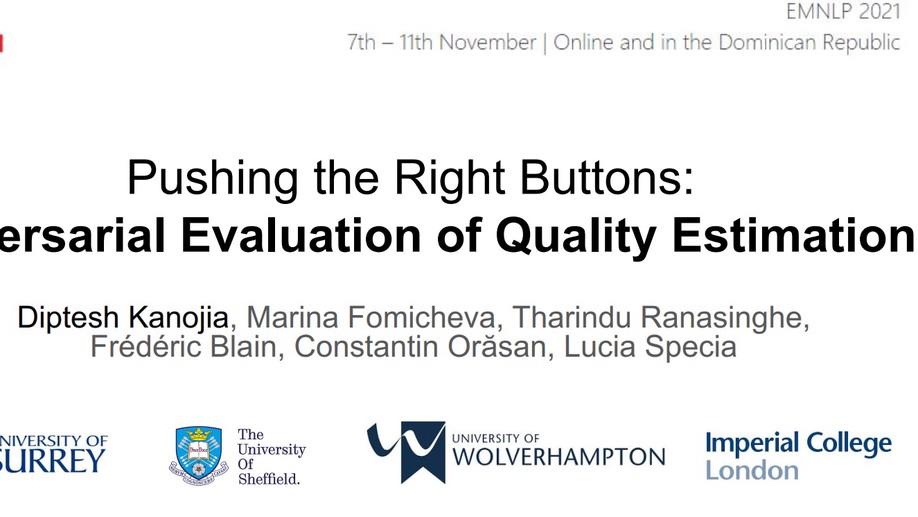 EMNLP 2021
7th – 11th November | Online and in the Dominican Republic
Pushing the Right Buttons:
ersarial Evaluation of Quality Estimation
Diptesh Kanojia, Marina Fomicheva, Tharindu Ranasinghe,
Frédéric Blain, Constantin Orăsan, Lucia Specia
NIVERSITY OF
SURREY
The
University
Of
Sheffield.
UNIVERSITY OF
WOLVERHAMPTON
Imperial College
London